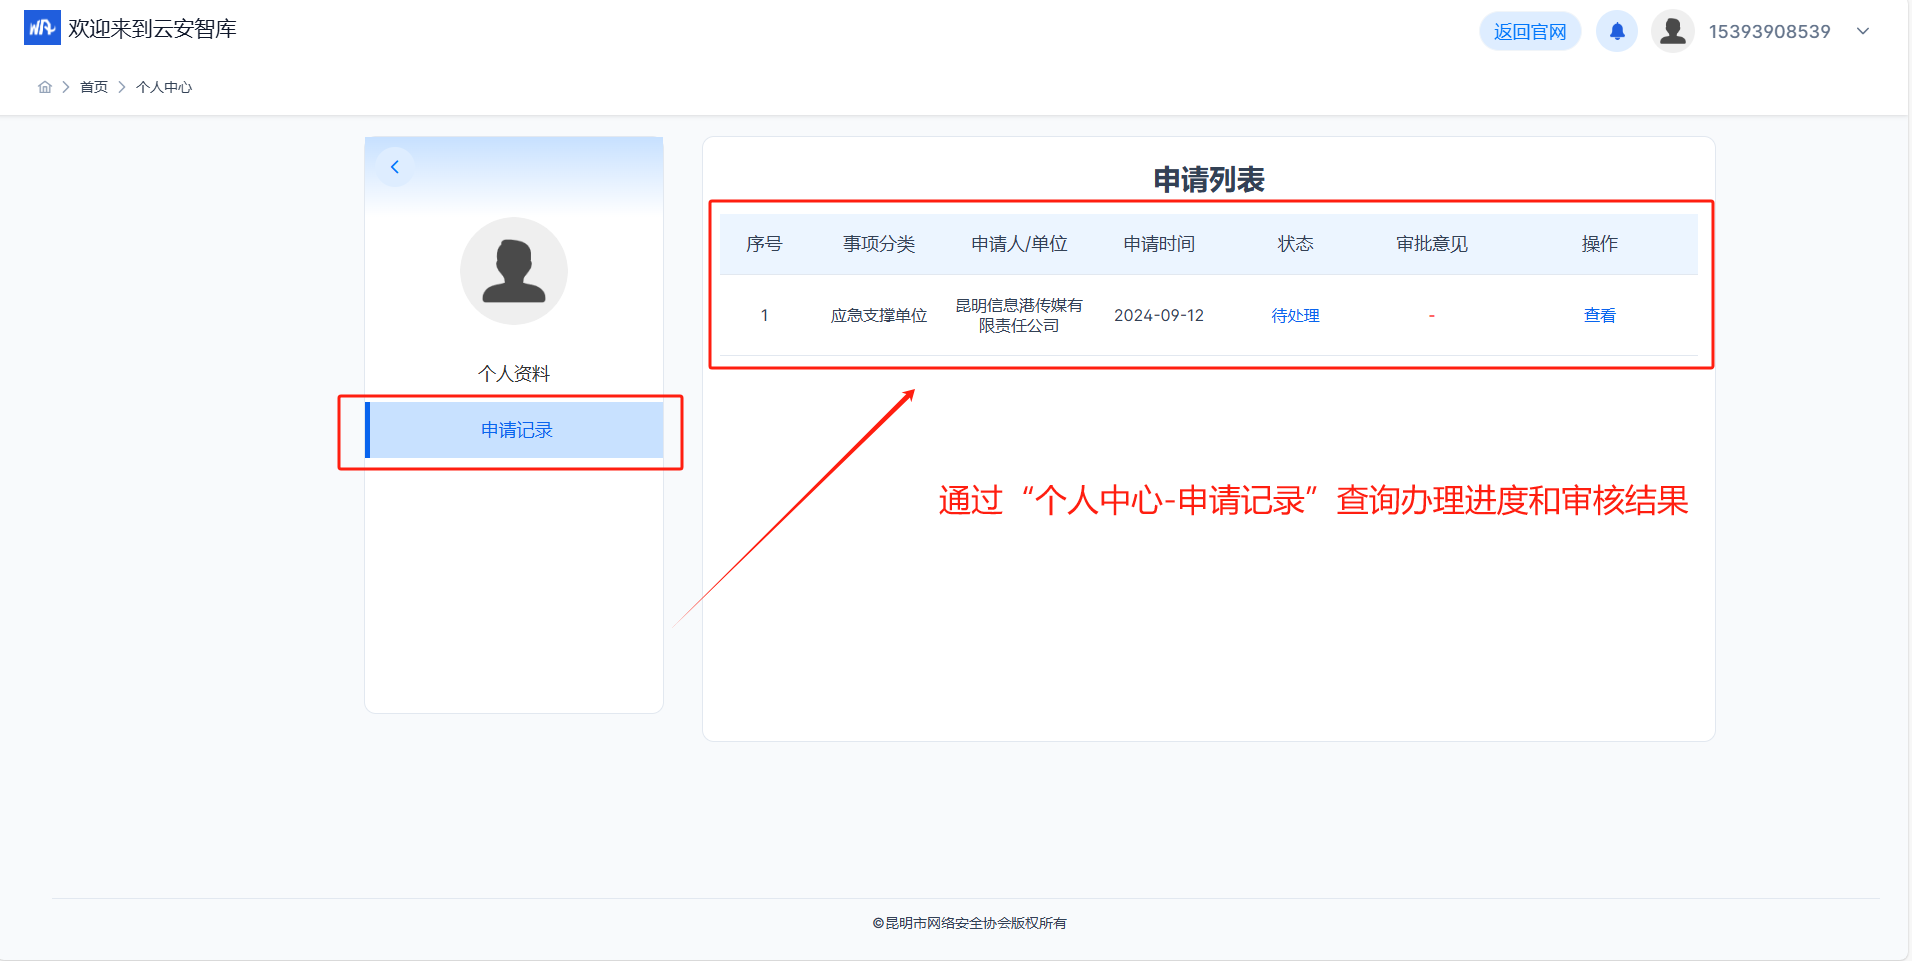 欢迎来到云安智库
返回官网
15393908539
首页
个人中心
个人资料
申请记录
申请列表
序号 事项分类 申请人/单位 申请时间 状态 审批意见 操作
1 应急支撑单位 昆明信息港传媒有限责任公司 2024-09-12 待处理 - 查看
通过“个人中心-申请记录”查询办理进度和审核结果
©昆明市网络安全协会版权所有